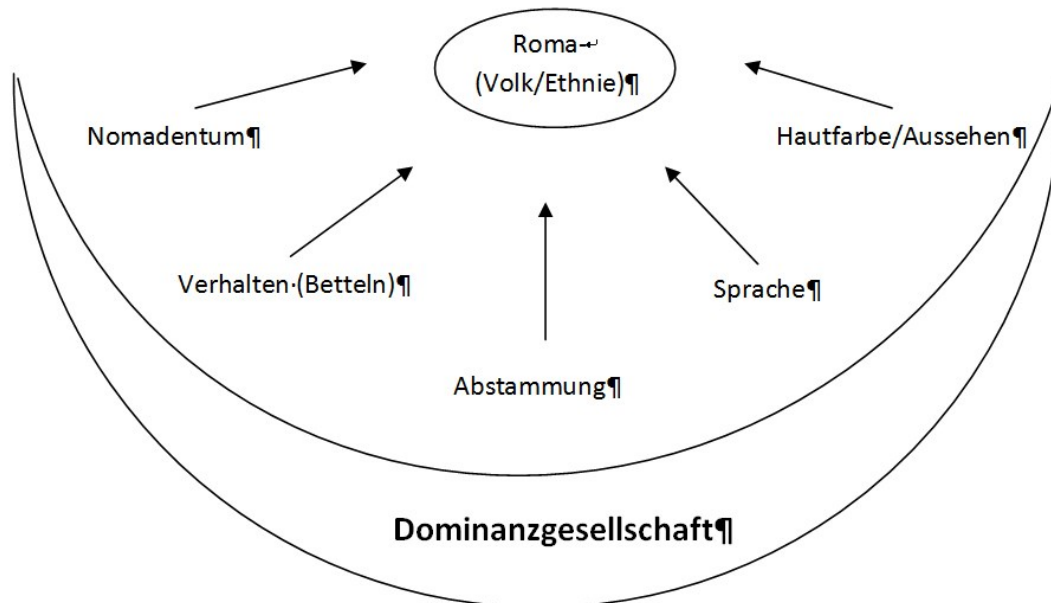 Roma↵
(Volk/Ethnie)¶
Nomadentum¶
Hautfarbe/Aussehen¶
Verhalten·(Betteln)¶
Sprache¶
Abstammung¶
Dominanzgesellschaft¶